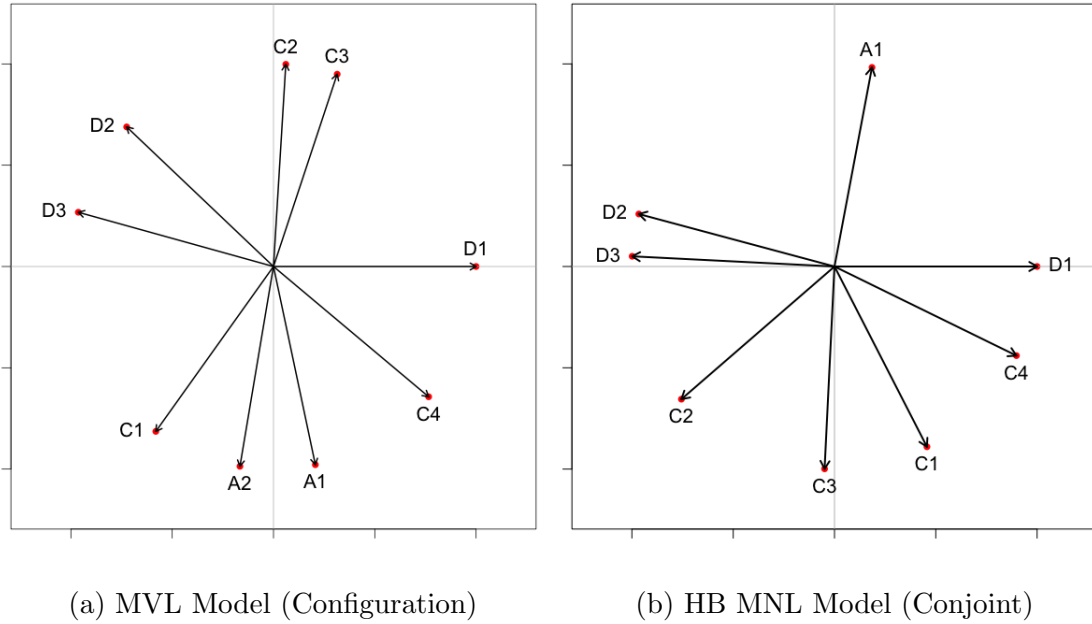 C2
C3
D2
D3
D1
C1
C4
A2
A1
A1
D2
D3
D1
C4
C2
C1
C3
(a) MVL Model (Configuration)
(b) HB MNL Model (Conjoint)